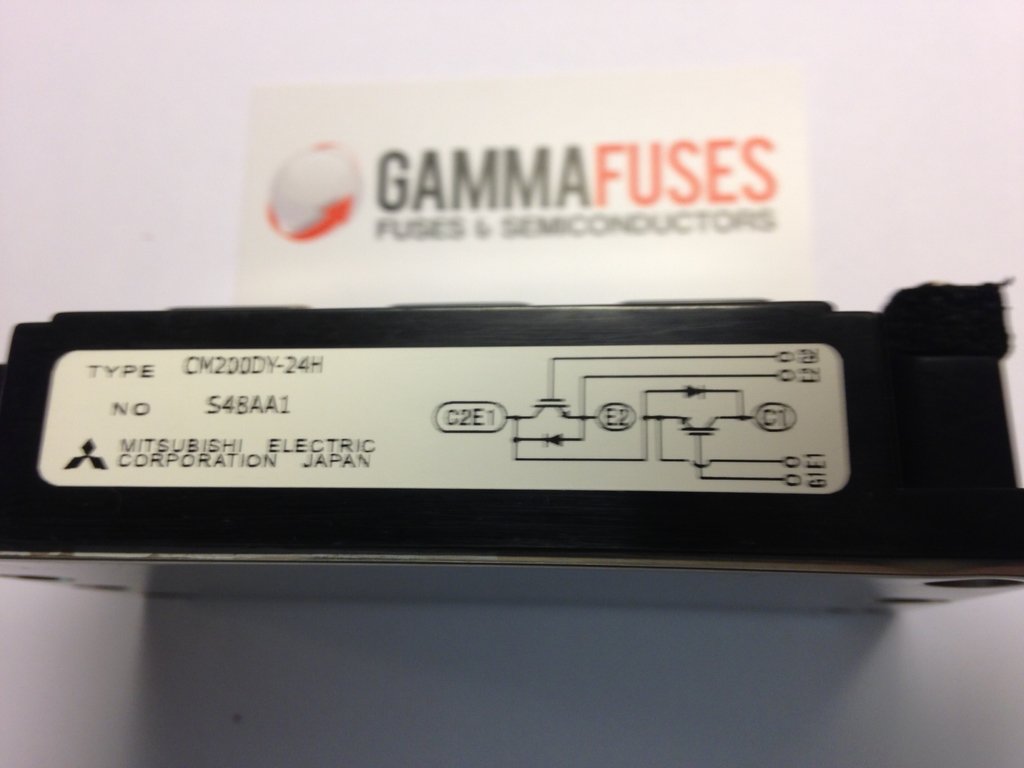 GAMMAFUSES
FUSES & SEMICONDUCTORS
TYPE CM200DY-24H
NO S48AA1
MITSUBISHI ELECTRIC
CORPORATION JAPAN
C2E1
E2
C1
G2
E2
E1
G1